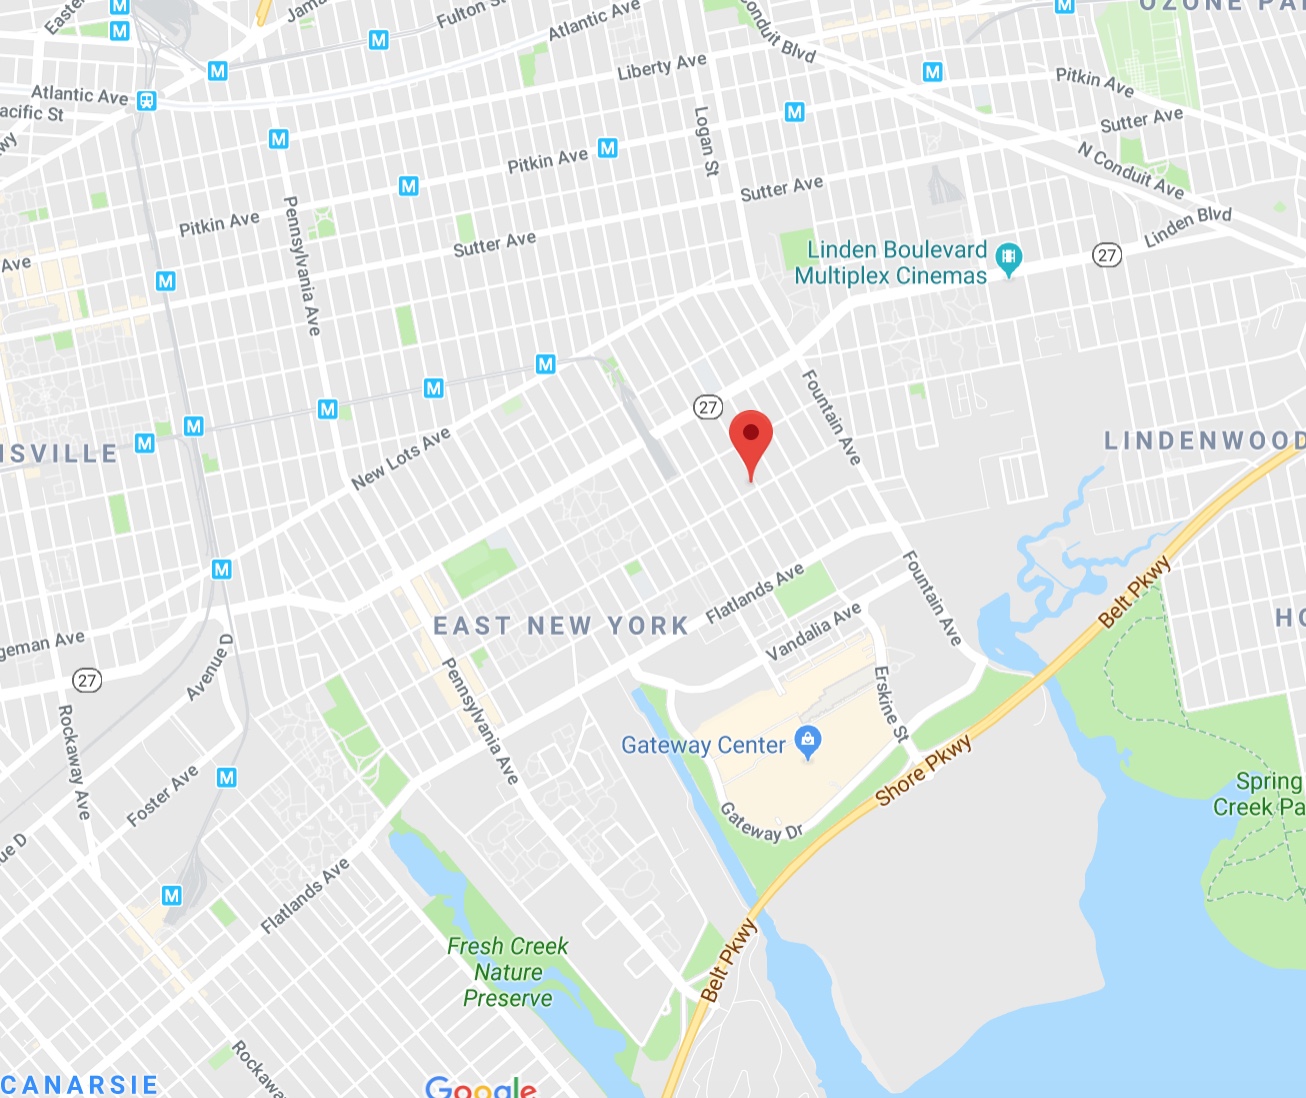 Easte
Jama
Fulton St
Atlantic Ave
Conduit Blvd
OZONE PA
M
M
M
M
M
Liberty Ave
M
Pitkin Ave
Atlantic Ave
acific St
wy
M
Logan St
M
Sutter Ave
Pitkin Ave
M
N Conduit Ave
M
Sutter Ave
Pitkin Ave
Pennsylvania Ave
Sutter Ave
Linden Blvd
Ave
Linden Boulevard
Multiplex Cinemas
27
M
M
M
M
27
Fountain Ave
M
M
New Lots Ave
NSVILLE
LINDENWOOD
M
Flatlands Ave
Fountain Ave
Belt Pkwy
EAST NEW YORK
Vandalia Ave
HO
geman Ave
Avenue D
27
Pennsylvania Ave
Erskine St
Rockaway Ave
Gateway Center
Shore Pkwy
M
Foster Ave
Gateway Dr
Spring
Creek Pa
ue D
Flatlands Ave
M
Fresh Creek
Nature
Preserve
Belt Pkwy
Rockawa
CANARSIE
Google